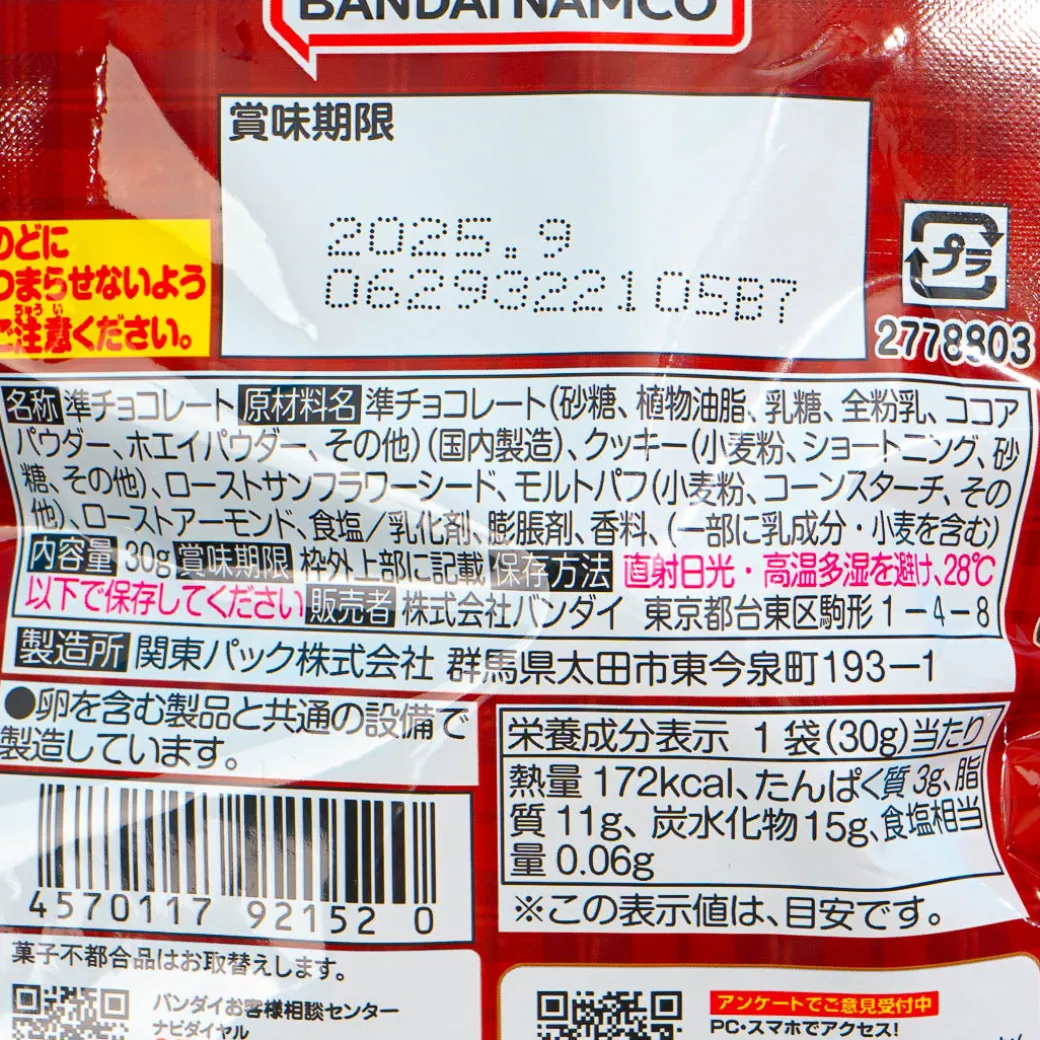 BANDAI NAMCO
賞味期限
2025.9
0629322105B7
のどに
つまらせないよう
ご注意ください。
ちゅうい
プラ
2778803
名称 準チョコレート 原材料名 準チョコレート(砂糖、植物油脂、乳糖、全粉乳、ココア
パウダー、ホエイパウダー、その他)(国内製造)、クッキー(小麦粉、ショートニング、砂
糖、その他)、ローストサンフラワーシード、モルトパフ(小麦粉、コーンスターチ、その
他)、ローストアーモンド、食塩/乳化剤、膨脹剤、香料、(一部に乳成分・小麦を含む)
内容量 30g 賞味期限 枠外上部に記載 保存方法 直射日光・高温多湿を避け、28℃
以下で保存してください 販売者 株式会社バンダイ 東京都台東区駒形1-4-8
製造所 関東パック株式会社 群馬県太田市東今泉町193-1
●卵を含む製品と共通の設備で
製造しています。
栄養成分表示 1袋(30g)当たり
熱量 172kcal、たんぱく質 3g、脂
質 11g、炭水化物 15g、食塩相当
量 0.06g
※この表示値は、目安です。
4570117 92152 0
菓子不都合品はお取替えします。
バンダイお客様相談センター
ナビダイヤル
アンケートでご意見受付中
PC・スマホでアクセス!